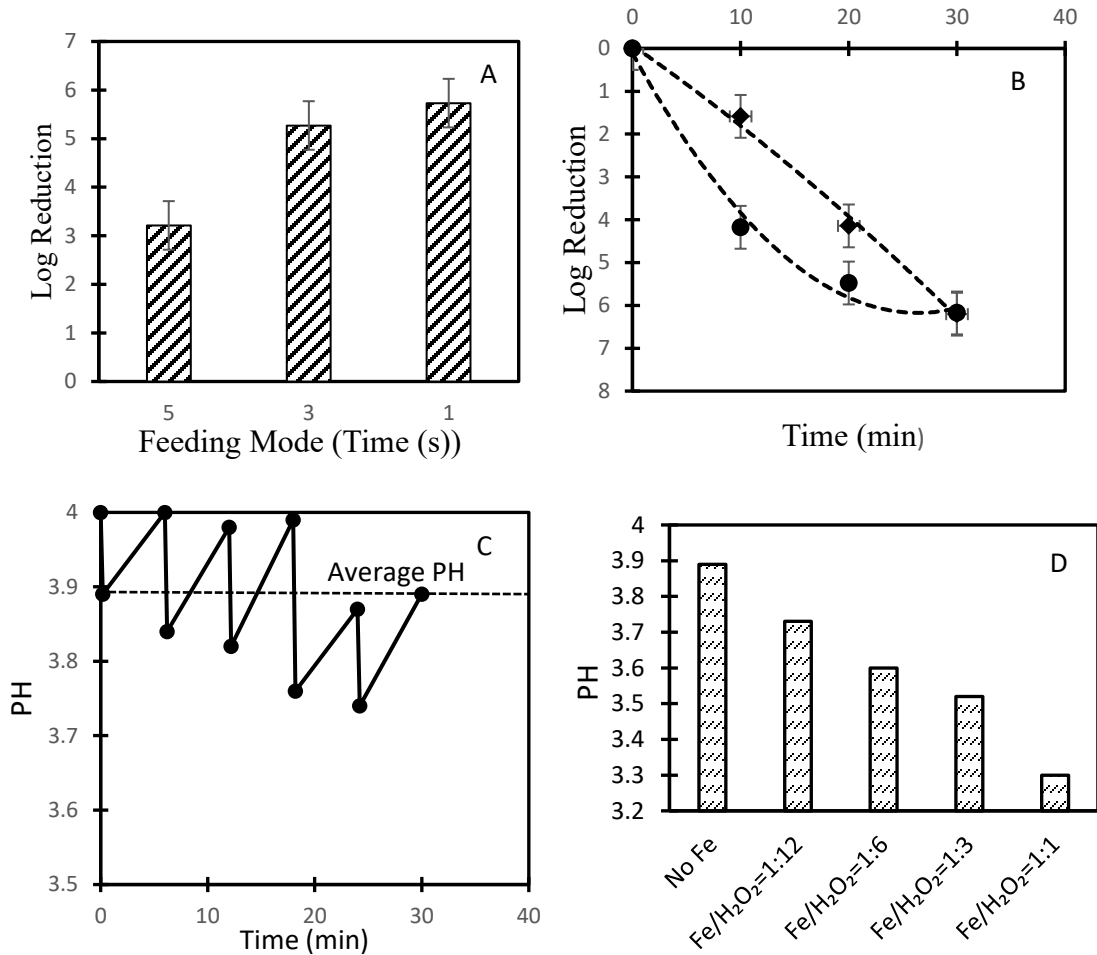 A
7
6
5
4
3
2
1
0
Log Reduction
5 3 1
Feeding Mode (Time (s))
B
0 10 20 30 40
0
1
2
3
4
5
6
7
8
Log Reduction
Time (min)
C
4
3.9
3.8
3.7
3.6
3.5
PH
Average PH
0 10 20 30 40
Time (min)
D
4
3.9
3.8
3.7
3.6
3.5
3.4
3.3
3.2
PH
No Fe
Fe/H₂O₂=1:12
Fe/H₂O₂=1:6
Fe/H₂O₂=1:3
Fe/H₂O₂=1:1